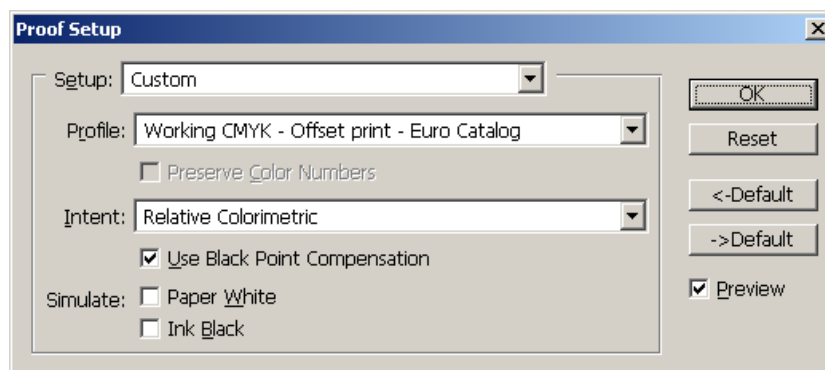 Proof Setup
Setup: Custom
OK
Profile: Working CMYK - Offset print - Euro Catalog
Reset
Preserve Color Numbers
<-Default
Intent: Relative Colorimetric
->Default
Use Black Point Compensation
Simulate: Paper White
Preview
Ink Black